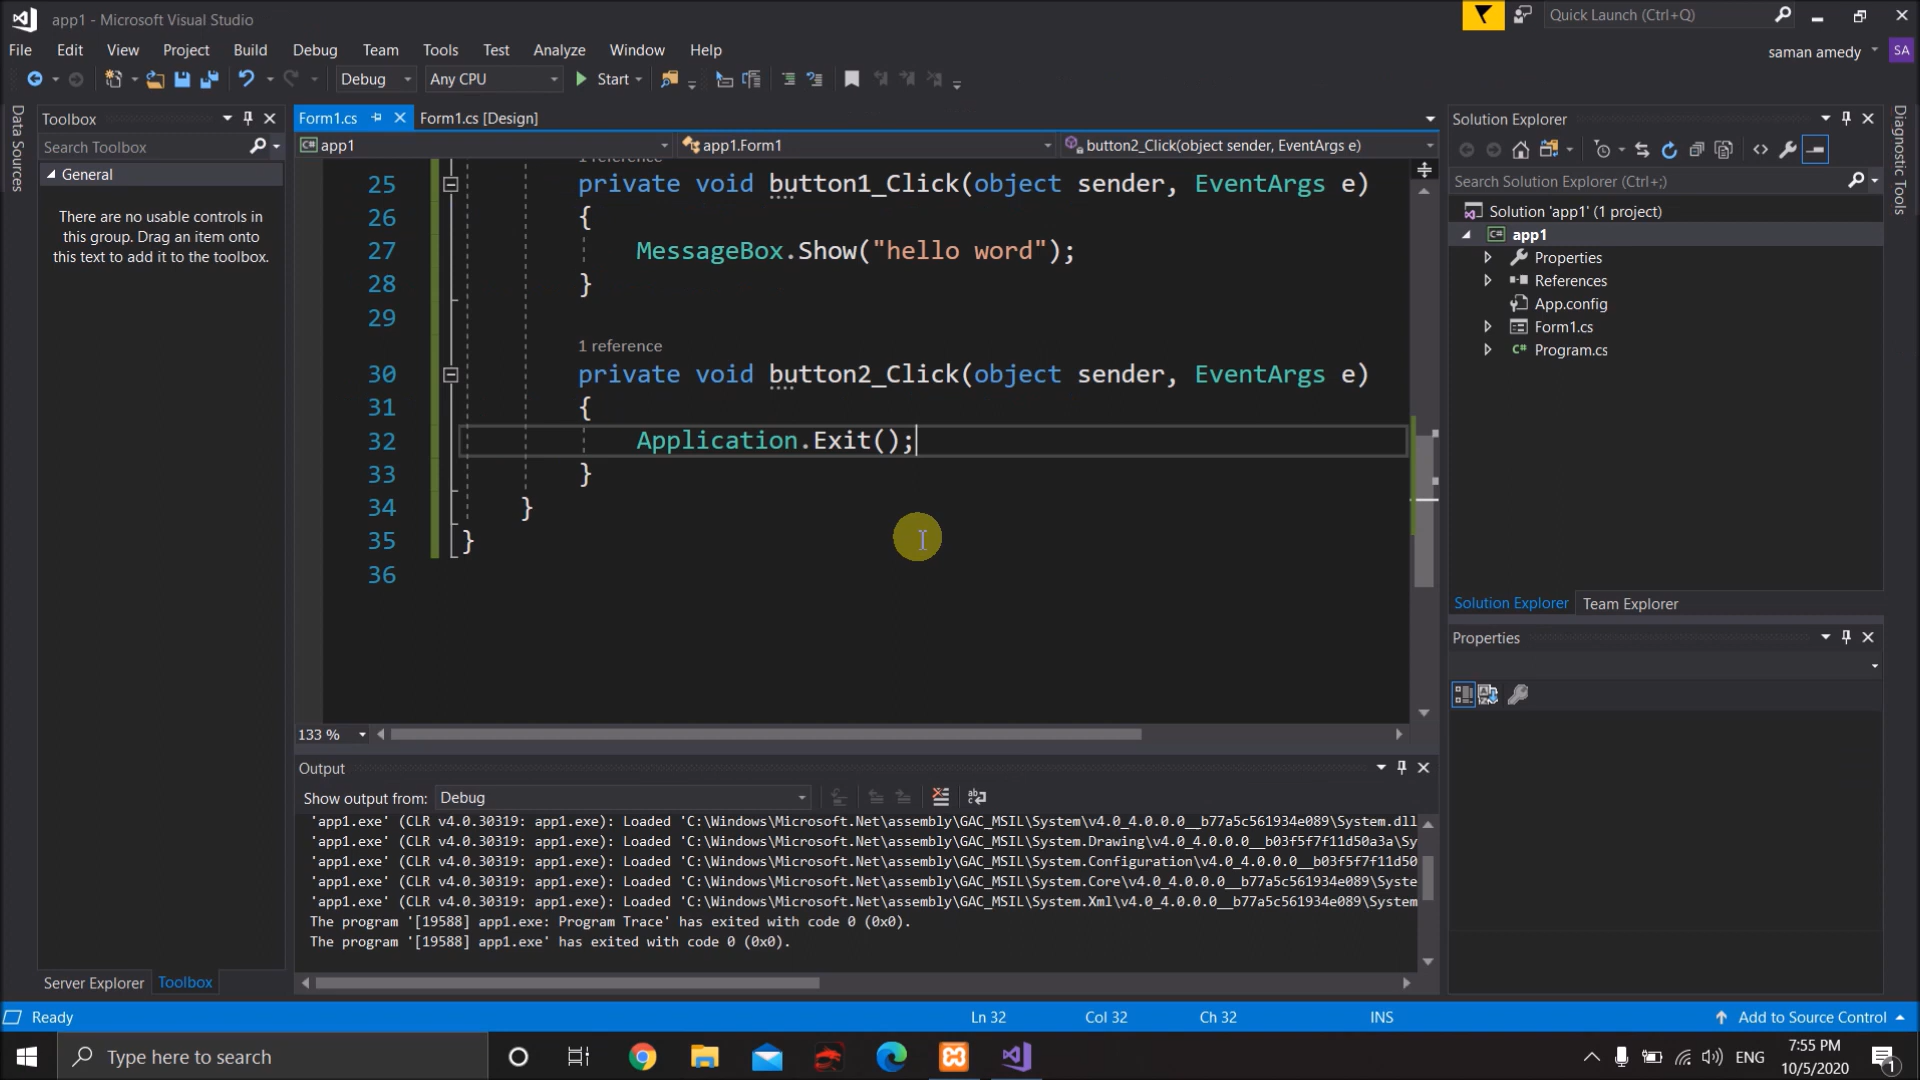 app1 - Microsoft Visual Studio
Quick Launch (Ctrl+Q)
File Edit View Project Build Debug Team Tools Test Analyze Window Help
saman amedy SA
Debug Any CPU Start
Data Sources
Toolbox
Search Toolbox
General
There are no usable controls in
this group. Drag an item onto
this text to add it to the toolbox.
Server Explorer Toolbox
Form1.cs Form1.cs [Design]
app1 app1.Form1 button2_Click(object sender, EventArgs e)
1 reference
25 private void button1_Click(object sender, EventArgs e)
26 {
27 MessageBox.Show("hello word");
28 }
29
1 reference
30 private void button2_Click(object sender, EventArgs e)
31 {
32 Application.Exit();
33 }
34 }
35 }
36
133 %
Output
Show output from: Debug
'app1.exe' (CLR v4.0.30319: app1.exe): Loaded 'C:\Windows\Microsoft.Net\assembly\GAC_MSIL\System\v4.0_4.0.0.0__b77a5c561934e089\System.dll
'app1.exe' (CLR v4.0.30319: app1.exe): Loaded 'C:\Windows\Microsoft.Net\assembly\GAC_MSIL\System.Drawing\v4.0_4.0.0.0__b03f5f7f11d50a3a\Sy
'app1.exe' (CLR v4.0.30319: app1.exe): Loaded 'C:\Windows\Microsoft.Net\assembly\GAC_MSIL\System.Configuration\v4.0_4.0.0.0__b03f5f7f11d50
'app1.exe' (CLR v4.0.30319: app1.exe): Loaded 'C:\Windows\Microsoft.Net\assembly\GAC_MSIL\System.Core\v4.0_4.0.0.0__b77a5c561934e089\Syste
'app1.exe' (CLR v4.0.30319: app1.exe): Loaded 'C:\Windows\Microsoft.Net\assembly\GAC_MSIL\System.Xml\v4.0_4.0.0.0__b77a5c561934e089\System
The program '[19588] app1.exe: Program Trace' has exited with code 0 (0x0).
The program '[19588] app1.exe' has exited with code 0 (0x0).
Solution Explorer
Search Solution Explorer (Ctrl+;)
Solution 'app1' (1 project)
app1
Properties
References
App.config
Form1.cs
Program.cs
Solution Explorer Team Explorer
Properties
Diagnostic Tools
Ready Ln 32 Col 32 Ch 32 INS Add to Source Control
Type here to search
ENG
7:55 PM
10/5/2020
1